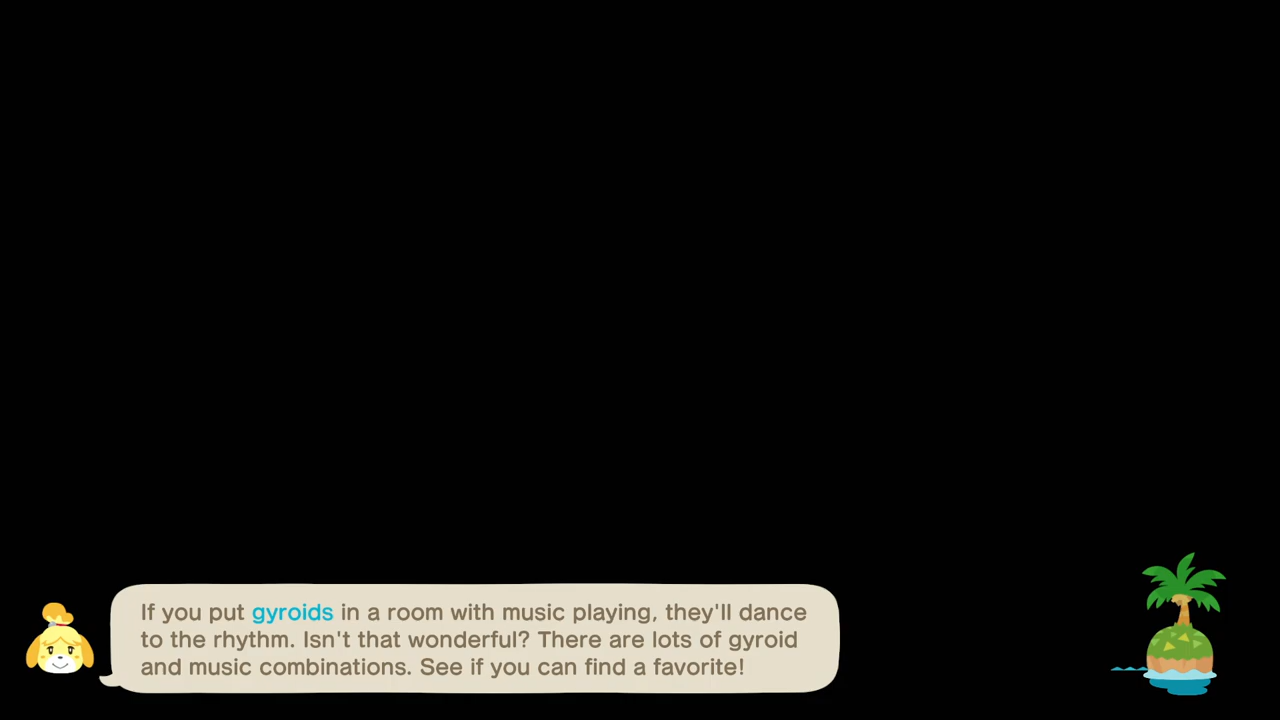 If you put gyroids in a room with music playing, they'll dance
to the rhythm. Isn't that wonderful? There are lots of gyroid
and music combinations. See if you can find a favorite!